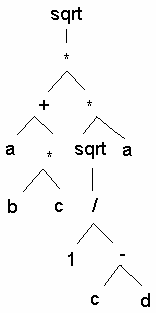 sqrt
*
+ *
a * sqrt a
b c /
1 -
c d